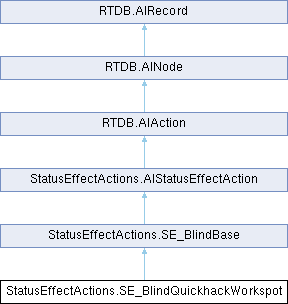 RTDB.AIRecord
RTDB.AINode
RTDB.AIAction
StatusEffectActions.AIStatusEffectAction
StatusEffectActions.SE_BlindBase
StatusEffectActions.SE_BlindQuickhackWorkspot